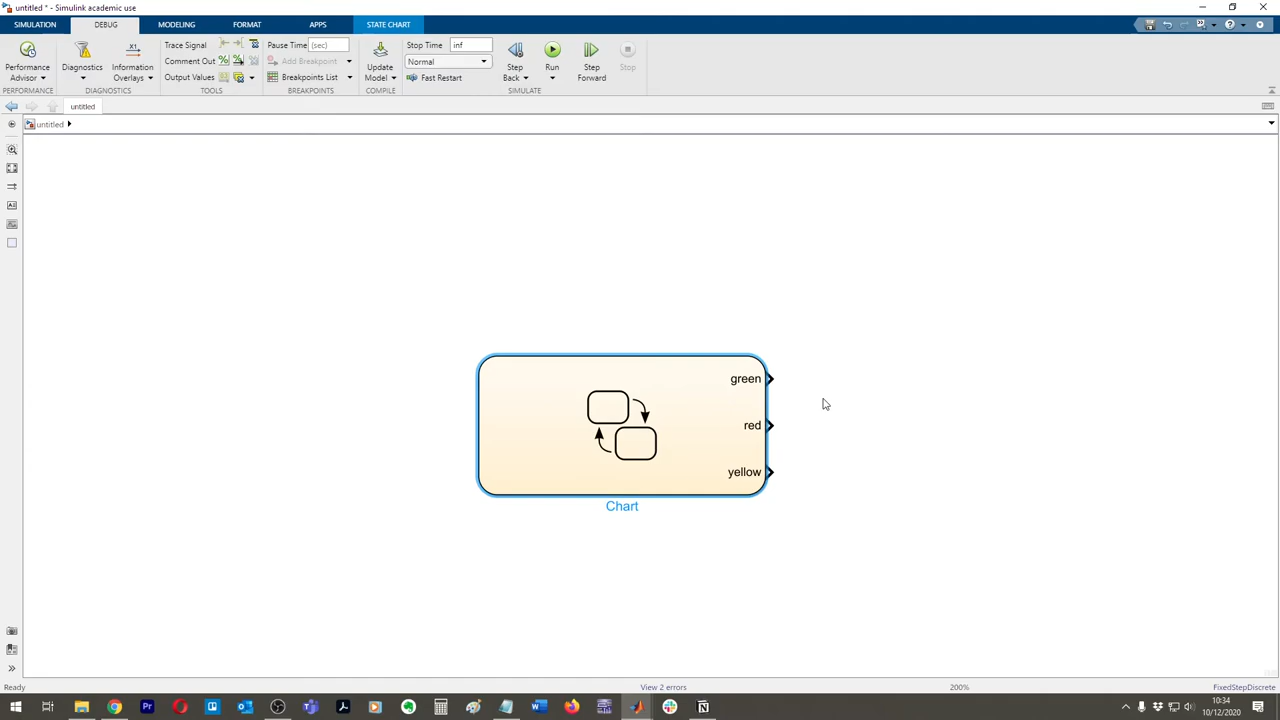 untitled * - Simulink academic use
SIMULATION DEBUG MODELING FORMAT APPS STATE CHART
Performance Advisor
PERFORMANCE
Diagnostics
Information Overlays
DIAGNOSTICS
Trace Signal
Comment Out
Output Values
TOOLS
Pause Time (sec)
Add Breakpoint
Breakpoints List
BREAKPOINTS
Update Model
COMPILE
Stop Time inf
Normal
Fast Restart
Step Back
Run
Step Forward
Stop
SIMULATE
untitled
untitled
green
red
yellow
Chart
Ready View 2 errors 200% FixedStepDiscrete
10:34
10/12/2020